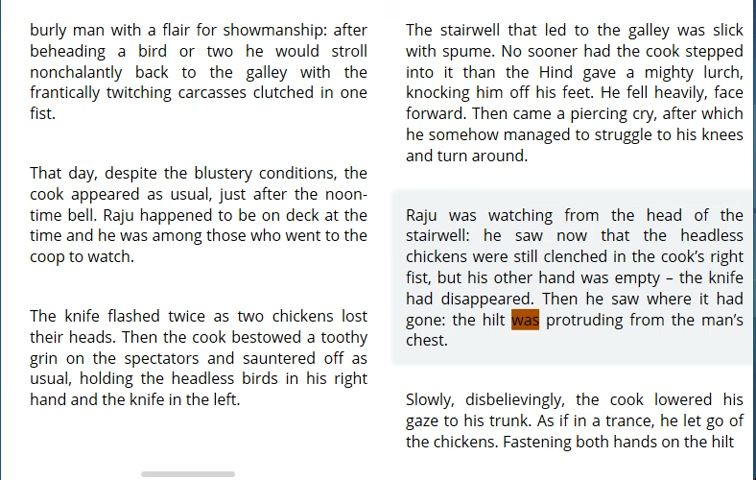 burly man with a flair for showmanship: after
beheading a bird or two he would stroll
nonchalantly back to the galley with the
frantically twitching carcasses clutched in one
fist.
That day, despite the blustery conditions, the
cook appeared as usual, just after the noon-
time bell. Raju happened to be on deck at the
time and he was among those who went to the
coop to watch.
The knife flashed twice as two chickens lost
their heads. Then the cook bestowed a toothy
grin on the spectators and sauntered off as
usual, holding the headless birds in his right
hand and the knife in the left.
The stairwell that led to the galley was slick
with spume. No sooner had the cook stepped
into it than the Hind gave a mighty lurch,
knocking him off his feet. He fell heavily, face
forward. Then came a piercing cry, after which
he somehow managed to struggle to his knees
and turn around.
Raju was watching from the head of the
stairwell: he saw now that the headless
chickens were still clenched in the cook’s right
fist, but his other hand was empty – the knife
had disappeared. Then he saw where it had
gone: the hilt was protruding from the man’s
chest.
Slowly, disbelievingly, the cook lowered his
gaze to his trunk. As if in a trance, he let go of
the chickens. Fastening both hands on the hilt